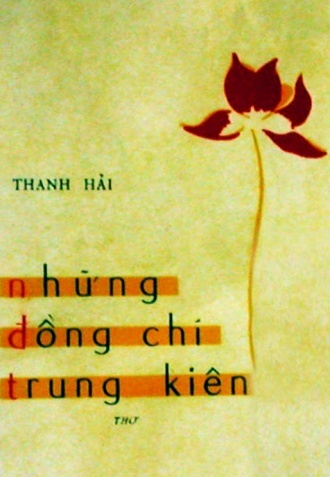 THANH HẢI
những
đồng chí
trung kiên
THƠ